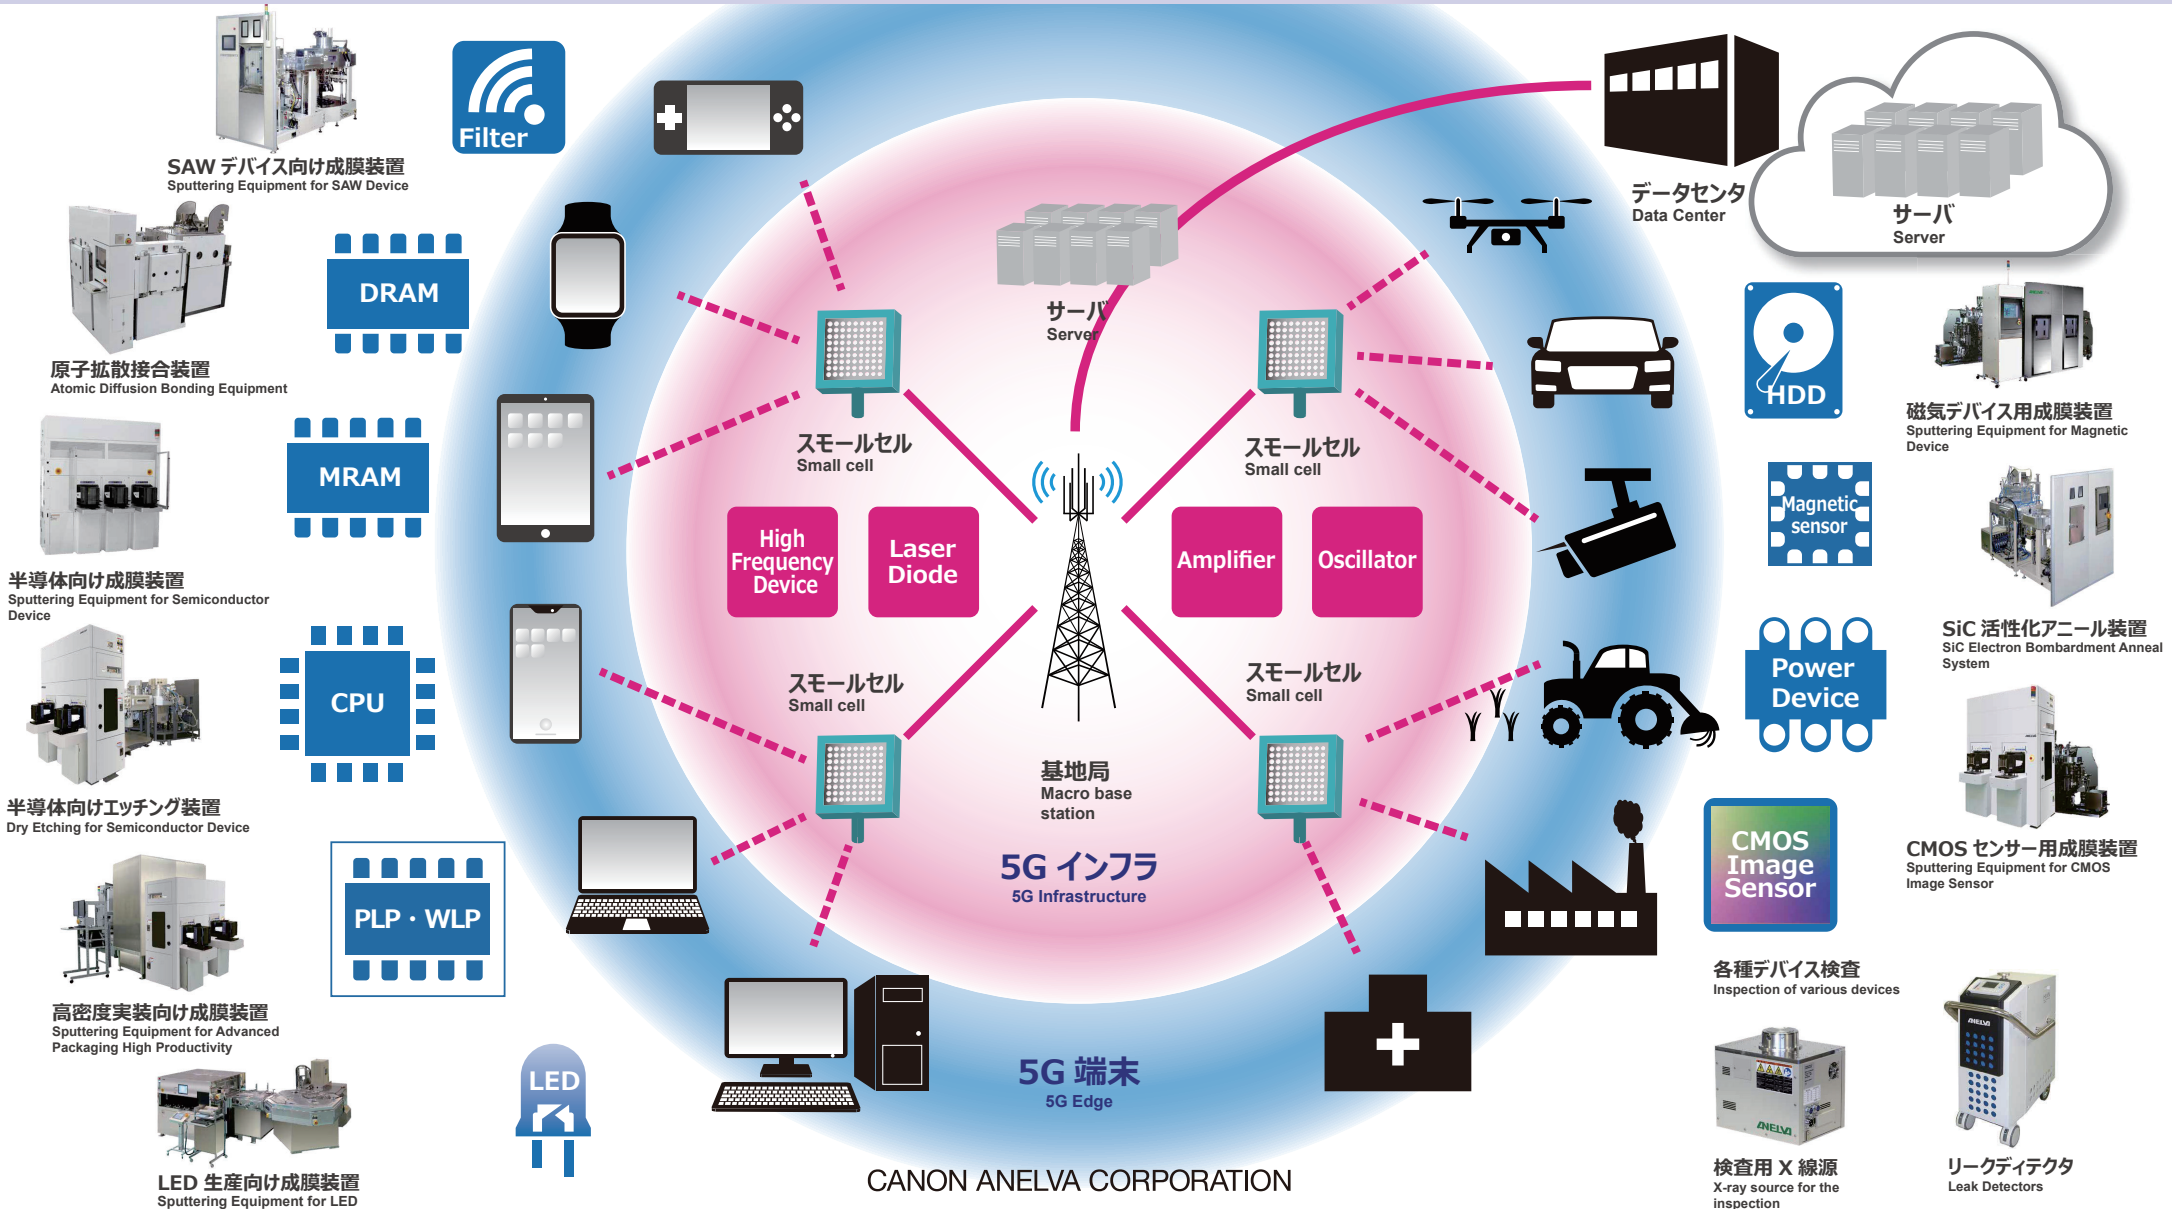 Filter
SAW デバイス向け成膜装置
Sputtering Equipment for SAW Device
DRAM
原子拡散接合装置
Atomic Diffusion Bonding Equipment
MRAM
半導体向け成膜装置
Sputtering Equipment for Semiconductor
Device
CPU
半導体向けエッチング装置
Dry Etching for Semiconductor Device
PLP・WLP
高密度実装向け成膜装置
Sputtering Equipment for Advanced
Packaging High Productivity
LED
LED 生産向け成膜装置
Sputtering Equipment for LED
サーバ
Server
スモールセル
Small cell
スモールセル
Small cell
High
Frequency
Device
Laser
Diode
Amplifier
Oscillator
スモールセル
Small cell
スモールセル
Small cell
基地局
Macro base
station
5G インフラ
5G Infrastructure
5G 端末
5G Edge
CANON ANELVA CORPORATION
データセンタ
Data Center
サーバ
Server
HDD
磁気デバイス用成膜装置
Sputtering Equipment for Magnetic
Device
Magnetic
sensor
SiC 活性化アニール装置
SiC Electron Bombardment Anneal
System
Power
Device
CMOS
Image
Sensor
CMOS センサー用成膜装置
Sputtering Equipment for CMOS
Image Sensor
各種デバイス検査
Inspection of various devices
ANELVA
ANELVA
検査用 X 線源
X-ray source for the
inspection
リークディテクタ
Leak Detectors